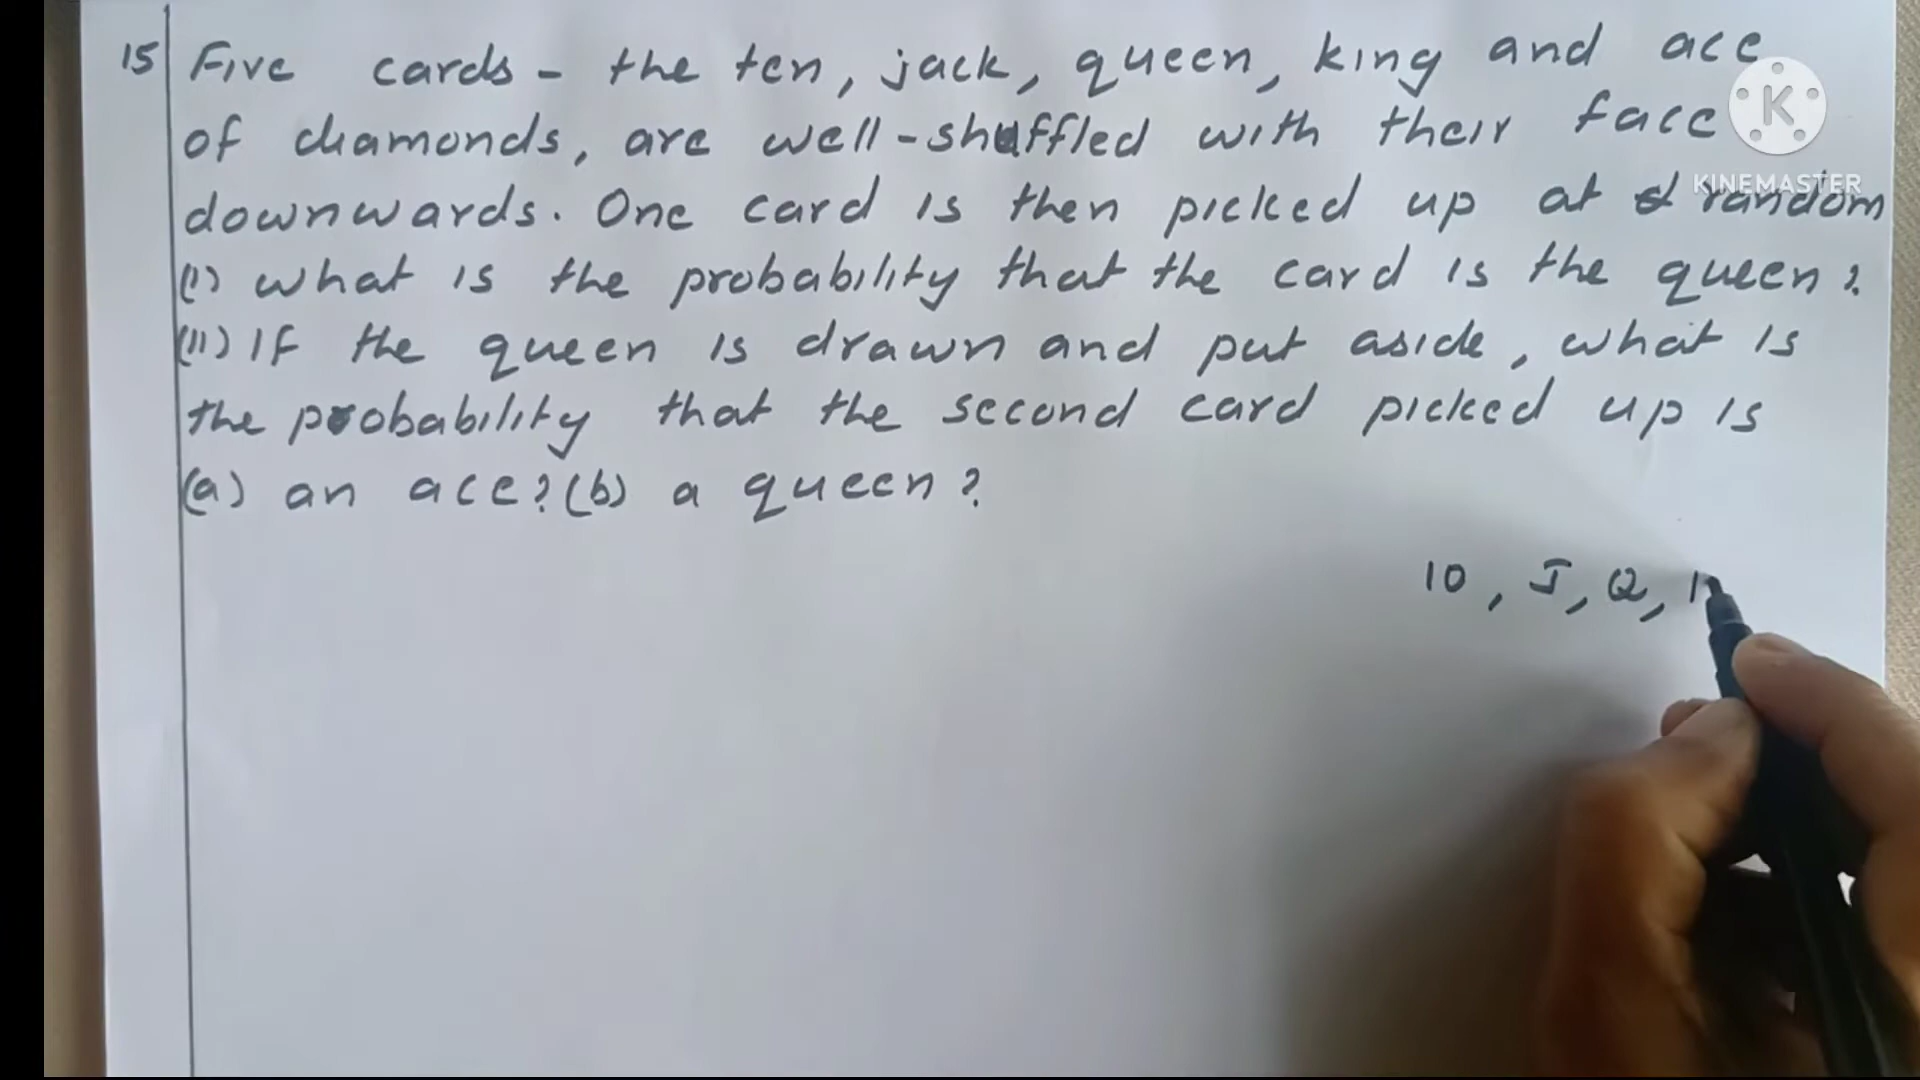 15 Five cards - the ten, jack, queen, king and ace
of diamonds, are well-shuffled with their face
downwards. One card is then picked up at random
(i) what is the probability that the card is the queen?
(ii) If the queen is drawn and put aside, what is
the probability that the second card picked up is
(a) an ace? (b) a queen?
10, J, Q, 
K
KINEMASTER